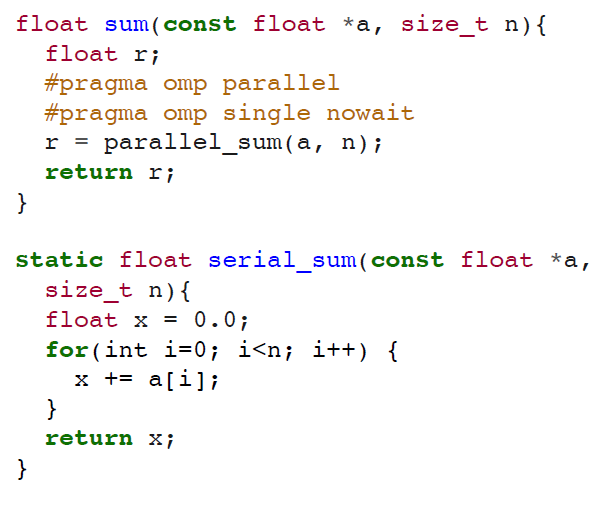 float sum(const float *a, size_t n){
  float r;
  #pragma omp parallel
  #pragma omp single nowait
  r = parallel_sum(a, n);
  return r;
}

static float serial_sum(const float *a,
  size_t n){
  float x = 0.0;
  for(int i=0; i<n; i++) {
    x += a[i];
  }
  return x;
}